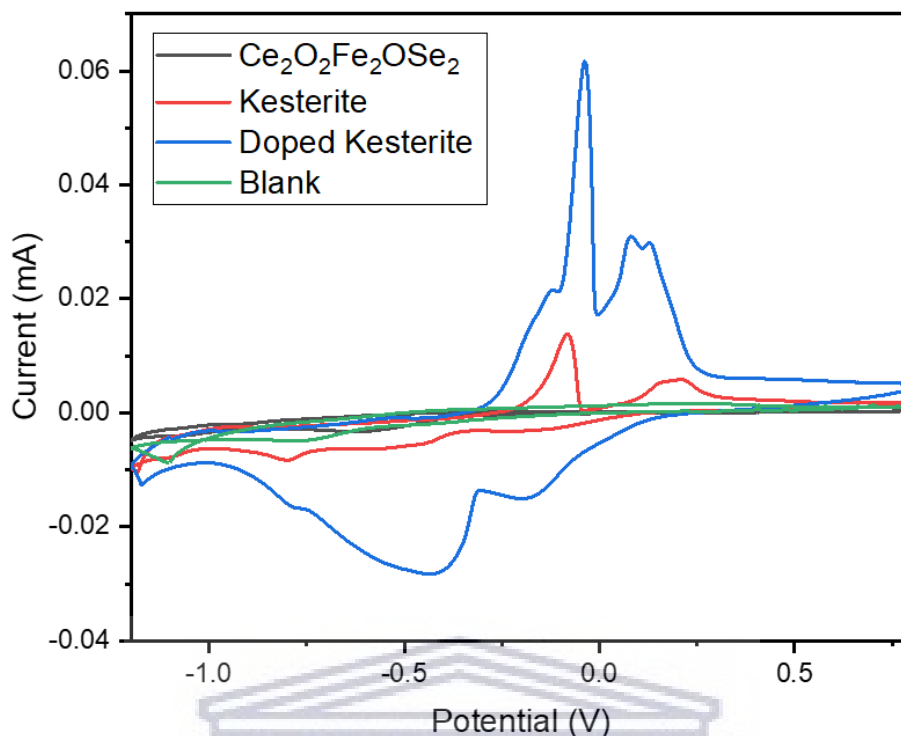 Ce₂O₂Fe₂OSe₂
Kesterite
Doped Kesterite
Blank
0.06
0.04
0.02
0.00
-0.02
-0.04
Current (mA)
-1.0 -0.5 0.0 0.5
Potential (V)